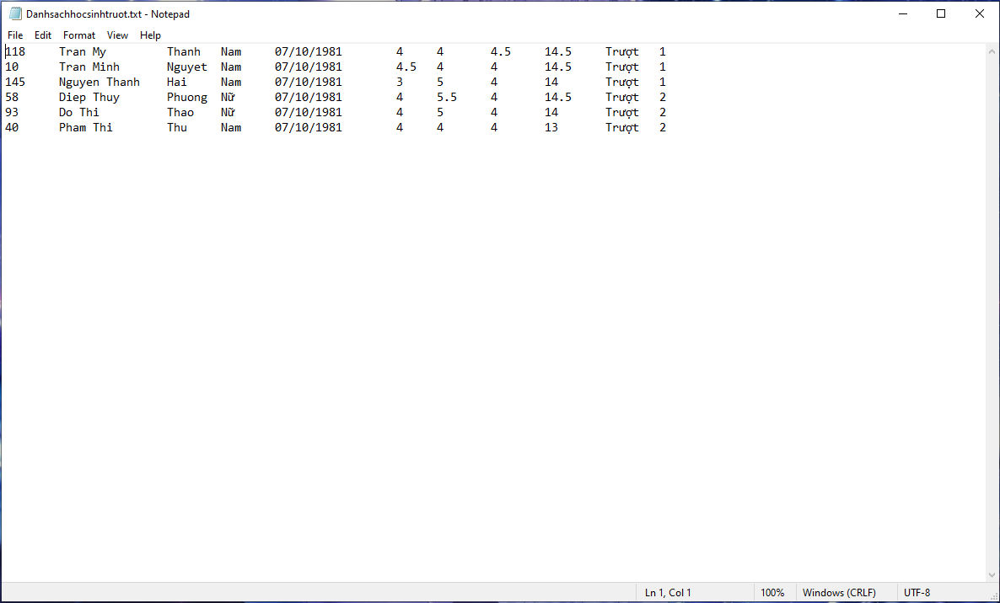 Danhsachhocsinhtruot.txt - Notepad
File Edit Format View Help
118 Tran My Thanh Nam 07/10/1981 4 4 4.5 14.5 Trượt 1
10 Tran Minh Nguyet Nam 07/10/1981 4.5 4 4 14.5 Trượt 1
145 Nguyen Thanh Hai Nam 07/10/1981 3 5 4 14 Trượt 1
58 Diep Thuy Phuong Nữ 07/10/1981 4 5.5 4 14.5 Trượt 2
93 Do Thi Thao Nữ 07/10/1981 4 5 4 14 Trượt 2
40 Pham Thi Thu Nam 07/10/1981 4 4 4 13 Trượt 2
Ln 1, Col 1 100% Windows (CRLF) UTF-8